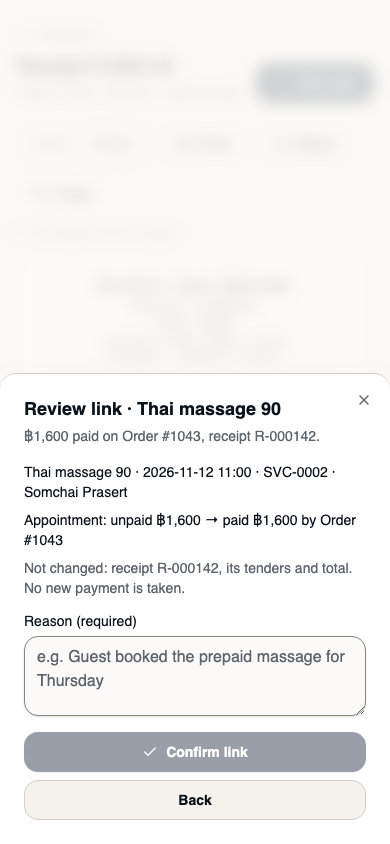 Review link · Thai massage 90
฿1,600 paid on Order #1043, receipt R-000142.
Thai massage 90 · 2026-11-12 11:00 · SVC-0002 ·
Somchai Prasert
Appointment: unpaid ฿1,600 → paid ฿1,600 by Order
#1043
Not changed: receipt R-000142, its tenders and total.
No new payment is taken.
Reason (required)
e.g. Guest booked the prepaid massage for
Thursday
Confirm link
Back